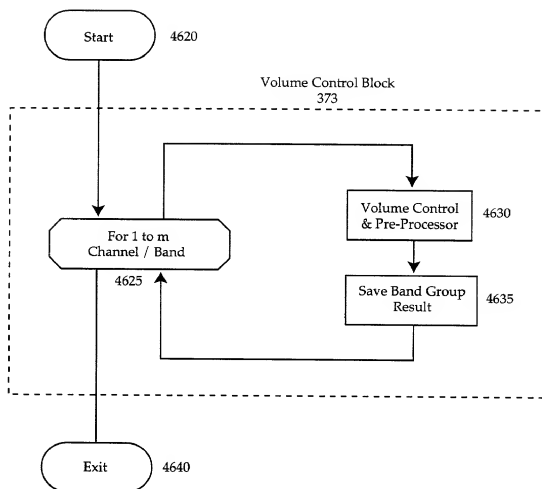 Start
4620
Volume Control Block
373
For 1 to m
Channel / Band
4625
Volume Control
& Pre-Processor
4630
Save Band Group
Result
4635
Exit
4640